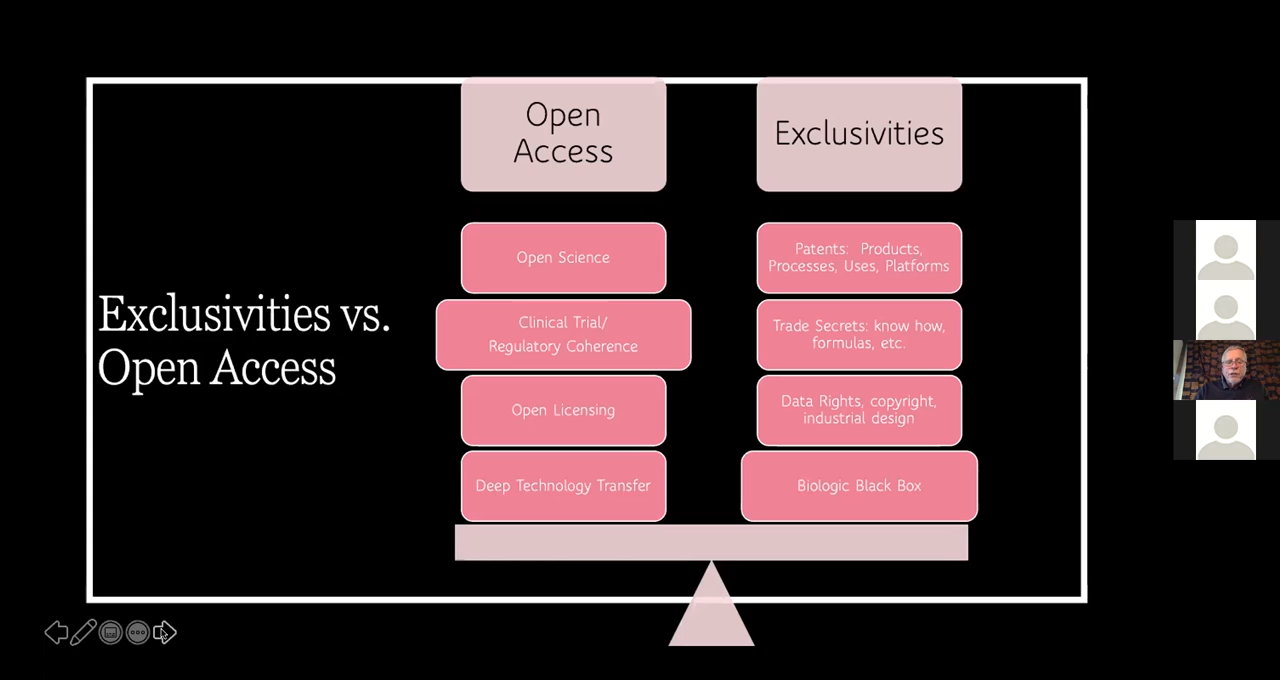 Exclusivities vs.
Open Access
Open
Access
Open Science
Clinical Trial/
Regulatory Coherence
Open Licensing
Deep Technology Transfer
Exclusivities
Patents: Products,
Processes, Uses, Platforms
Trade Secrets: know how,
formulas, etc.
Data Rights, copyright,
industrial design
Biologic Black Box